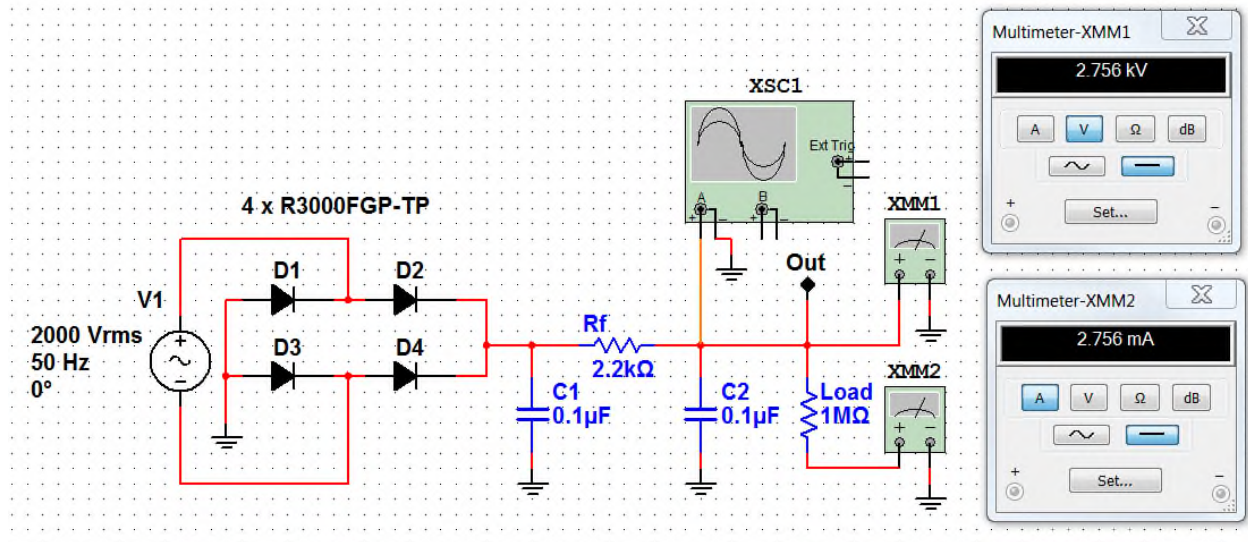 Multimeter-XMM1
2.756 kV
A V Ω dB
Set...
+ −
XSC1
Ext Trig
+
−
A B
+ − + −
4 x R3000FGP-TP
XMM1
+ −
Out
D1 D2
V1
2000 Vrms
50 Hz
0°
+
−
D3 D4
Rf
2.2kΩ
C1
0.1µF
C2
0.1µF
Load
1MΩ
XMM2
+ −
Multimeter-XMM2
2.756 mA
A V Ω dB
Set...
+ −